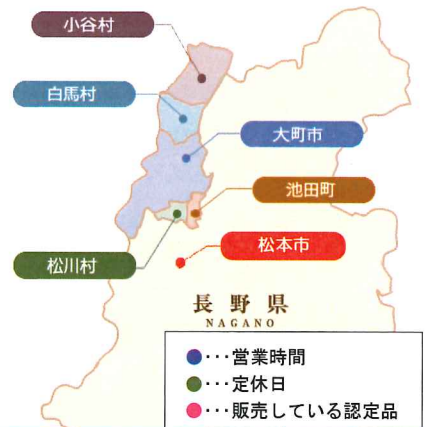 小谷村
白馬村
大町市
池田町
松本市
松川村
長野県
NAGANO
●･･･営業時間
●･･･定休日
●･･･販売している認定品